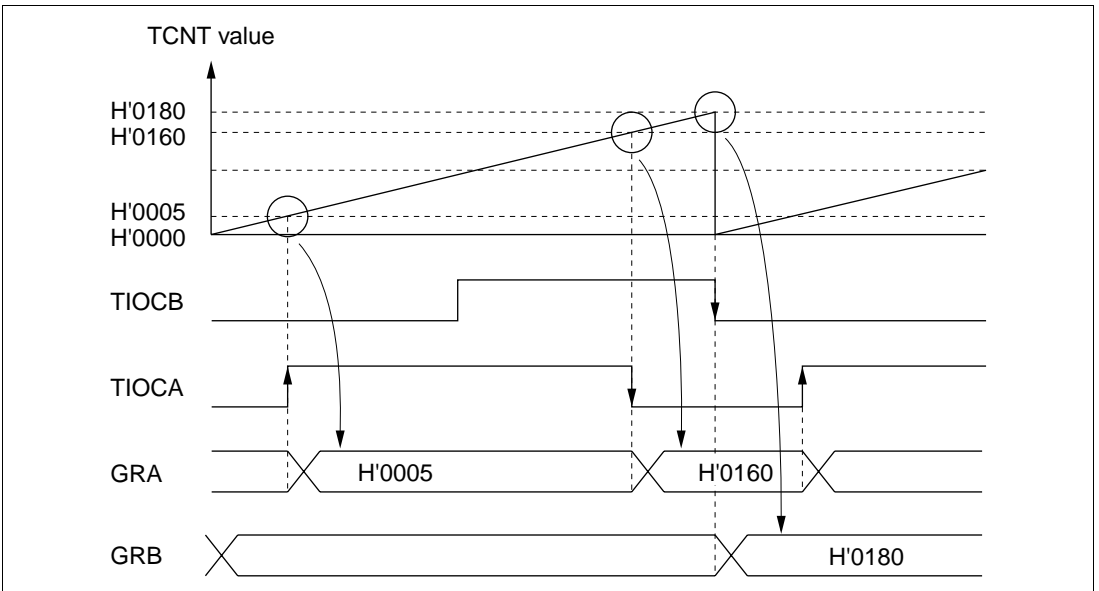 TCNT value
H'0180
H'0160
H'0005
H'0000
TIOCB
TIOCA
GRA H'0005 H'0160
GRB H'0180